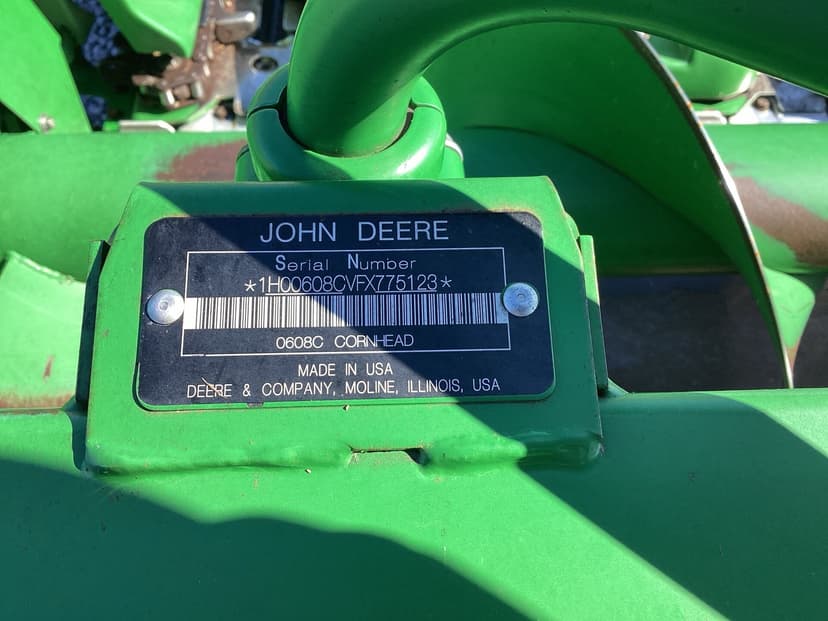 JOHN DEERE
Serial Number
*1H00608CVFX775123*
0608C CORNHEAD
MADE IN USA
DEERE & COMPANY, MOLINE, ILLINOIS, USA